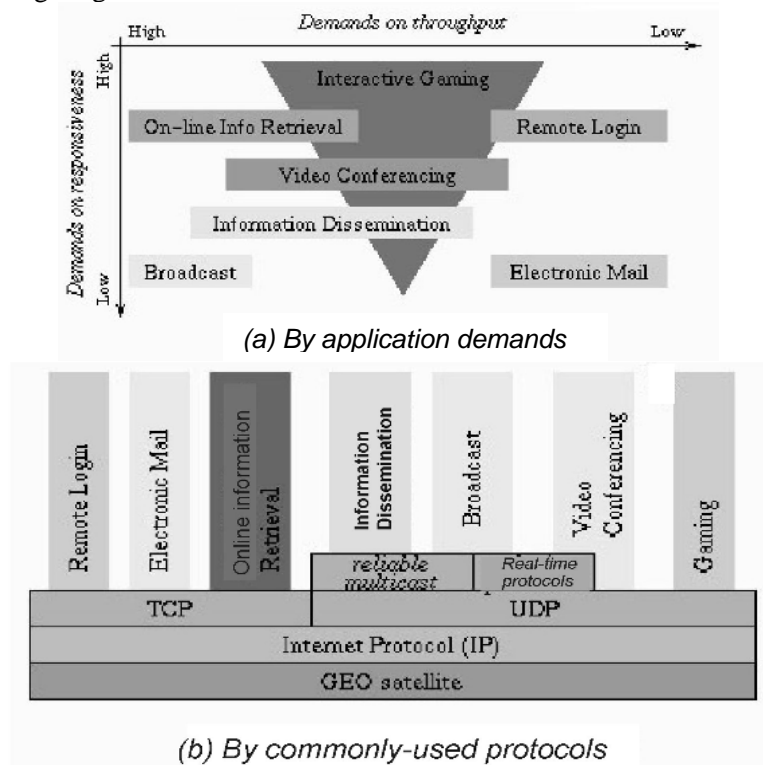 Demands on throughput
High
Low
High
Demands on responsiveness
Low
Interactive Gaming
On-line Info Retrieval
Remote Login
Video Conferencing
Information Dissemination
Broadcast
Electronic Mail
(a) By application demands
Remote Login
Electronic Mail
Online information
Retrieval
Information
Dissemination
Broadcast
Video
Conferencing
Gaming
reliable
multicast
Real-time
protocols
TCP
UDP
Internet Protocol (IP)
GEO satellite
(b) By commonly-used protocols